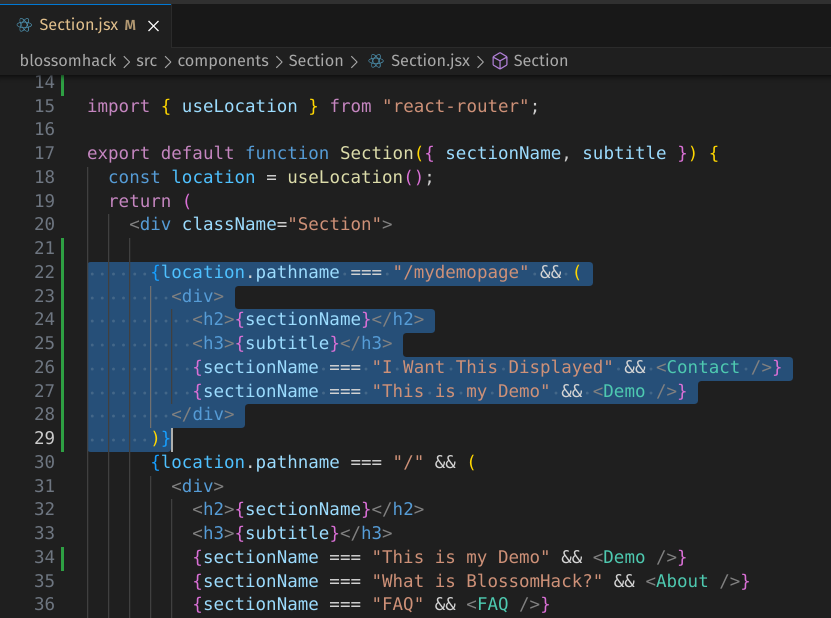 Section.jsx M ×
blossomhack > src > components > Section > Section.jsx > Section
14
15 import { useLocation } from "react-router";
16
17 export default function Section({ sectionName, subtitle }) {
18 const location = useLocation();
19 return (
20 <div className="Section">
21
22 {location.pathname === "/mydemopage" && (
23 <div>
24 <h2>{sectionName}</h2>
25 <h3>{subtitle}</h3>
26 {sectionName === "I Want This Displayed" && <Contact />}
27 {sectionName === "This is my Demo" && <Demo />}
28 </div>
29 )}
30 {location.pathname === "/" && (
31 <div>
32 <h2>{sectionName}</h2>
33 <h3>{subtitle}</h3>
34 {sectionName === "This is my Demo" && <Demo />}
35 {sectionName === "What is BlossomHack?" && <About />}
36 {sectionName === "FAQ" && <FAQ />}